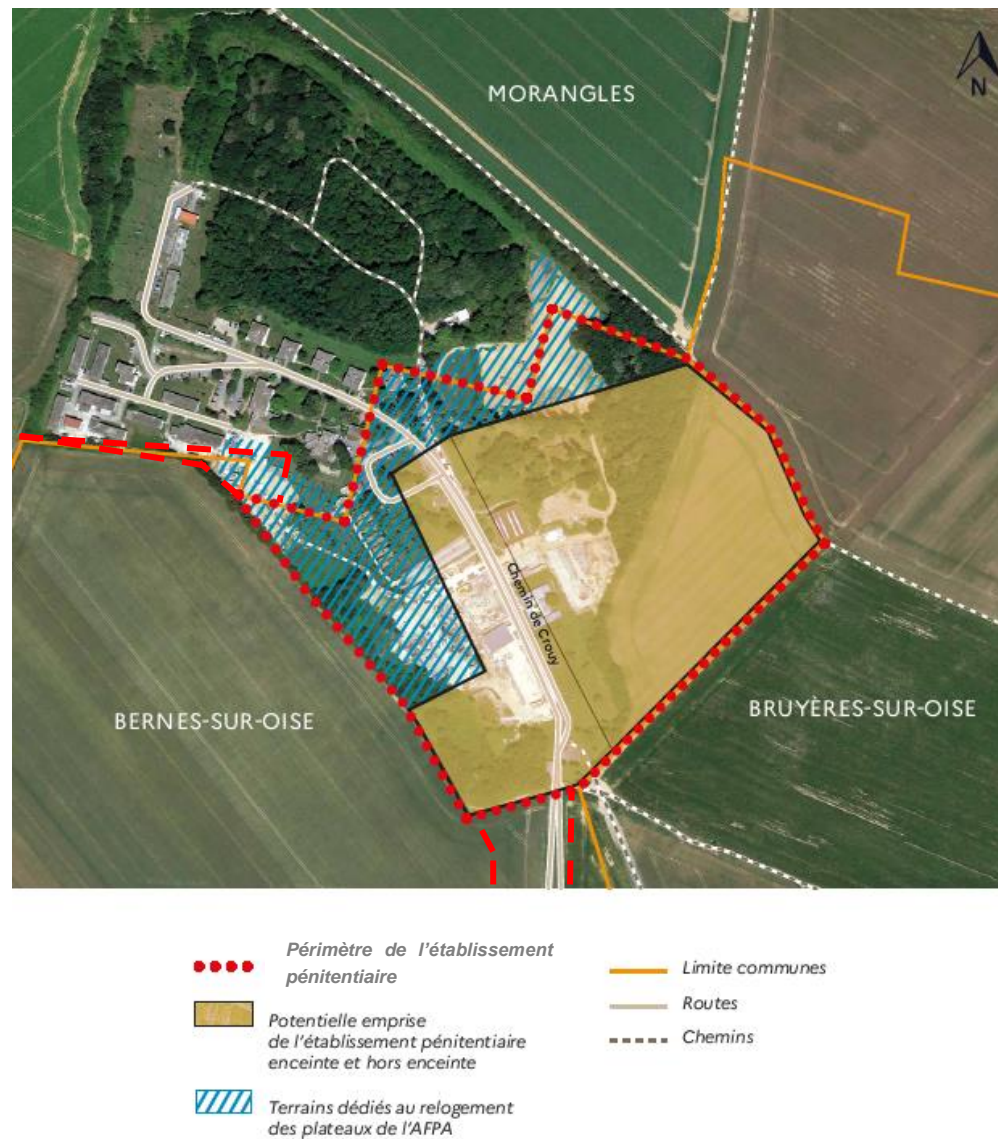 MORANGLES
N
Chemin de Crouy
BERNES-SUR-OISE
BRUYÈRES-SUR-OISE
Périmètre de l'établissement
pénitentiaire
Potentielle emprise
de l'établissement pénitentiaire
enceinte et hors enceinte
Terrains dédiés au relogement
des plateaux de l'AFPA
Limite communes
Routes
Chemins